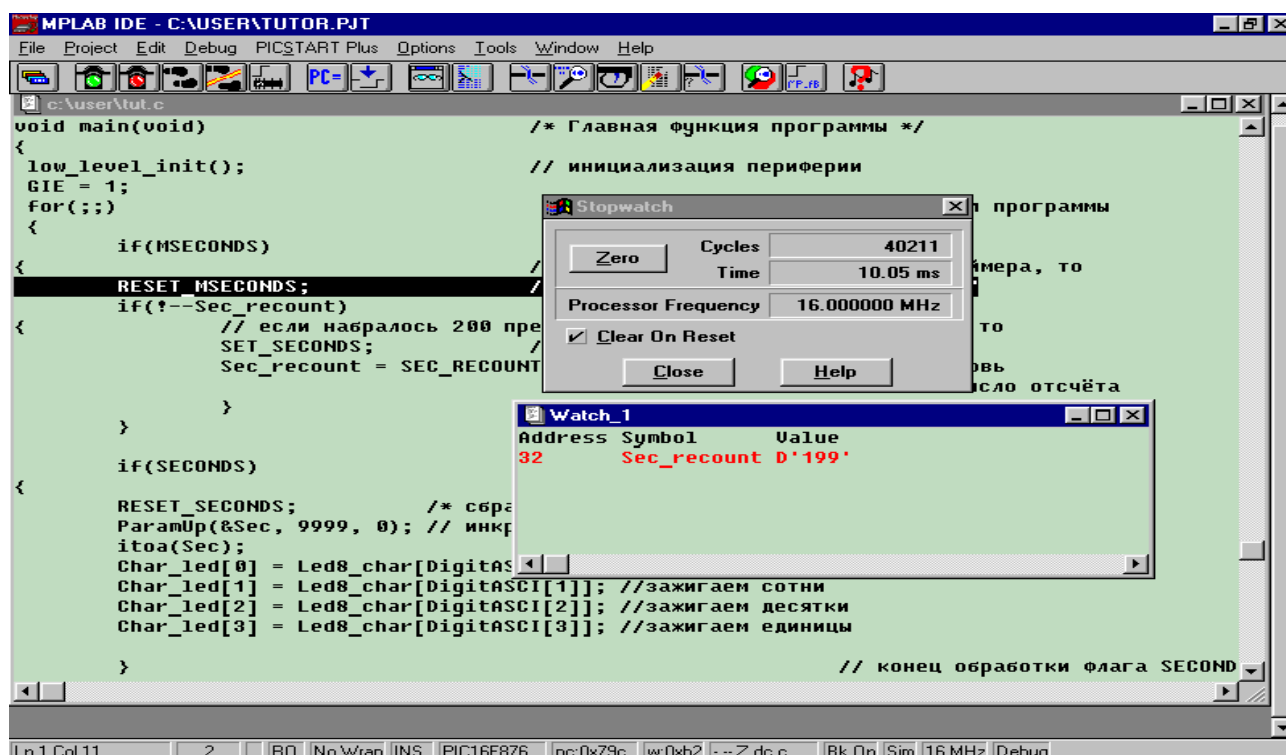 MPLAB IDE - C:\USER\TUTOR.PJT
File Project Edit Debug PICSTART Plus Options Tools Window Help
PC=
c:\user\tut.c
void main(void) /* Главная функция программы */
{
low_level_init(); // инициализация периферии
GIE = 1;
for(;;) программы
{
if(MSECONDS)
{ / ймера, то
RESET_MSECONDS; /
if(!--Sec_recount)
{ // если набралось 200 пре то
SET_SECONDS; /
Sec_recount = SEC_RECOUNT овь
исло отсчёта
}
}
if(SECONDS)
{
RESET_SECONDS; /* сбра
ParamUp(&Sec, 9999, 0); // инкр
itoa(Sec);
Char_led[0] = Led8_char[DigitAS
Char_led[1] = Led8_char[DigitASCI[1]]; //зажигаем сотни
Char_led[2] = Led8_char[DigitASCI[2]]; //зажигаем десятки
Char_led[3] = Led8_char[DigitASCI[3]]; //зажигаем единицы
} // конец обработки флага SECOND
Stopwatch
Zero Cycles 40211
Time 10.05 ms
Processor Frequency 16.000000 MHz
Clear On Reset
Close Help
Watch_1
Address Symbol Value
32 Sec_recount D'199'
Ln 1 Col 11 2 RO No Wrap INS PIC16F876 pc:0x79c w:0xb2 - -- Z dc c Bk On Sim 16 MHz Debug